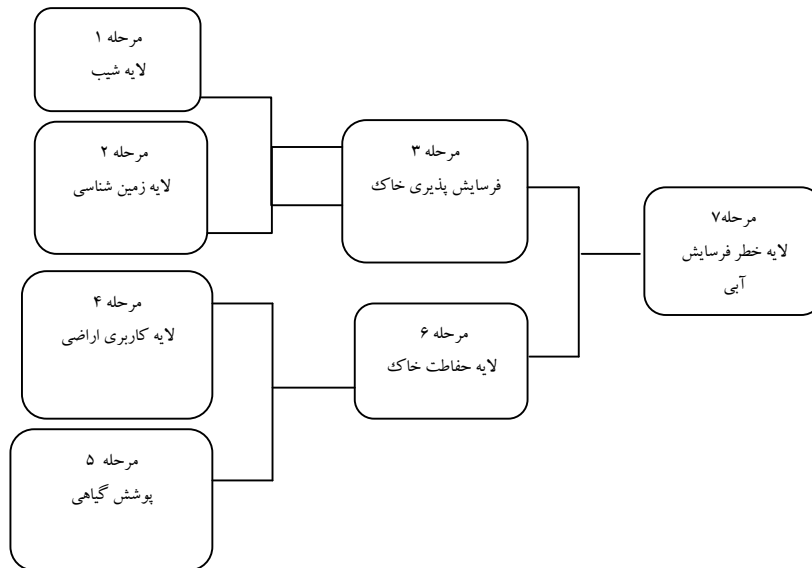 مرحله ۱
لایه شیب
مرحله ۲
لایه زمین شناسی
مرحله ۳
فرسایش پذیری خاک
مرحله ۴
لایه کاربری اراضی
مرحله ۵
پوشش گیاهی
مرحله ۶
لایه حفاطت خاک
مرحله۷
لایه خطر فرسایش
آبی